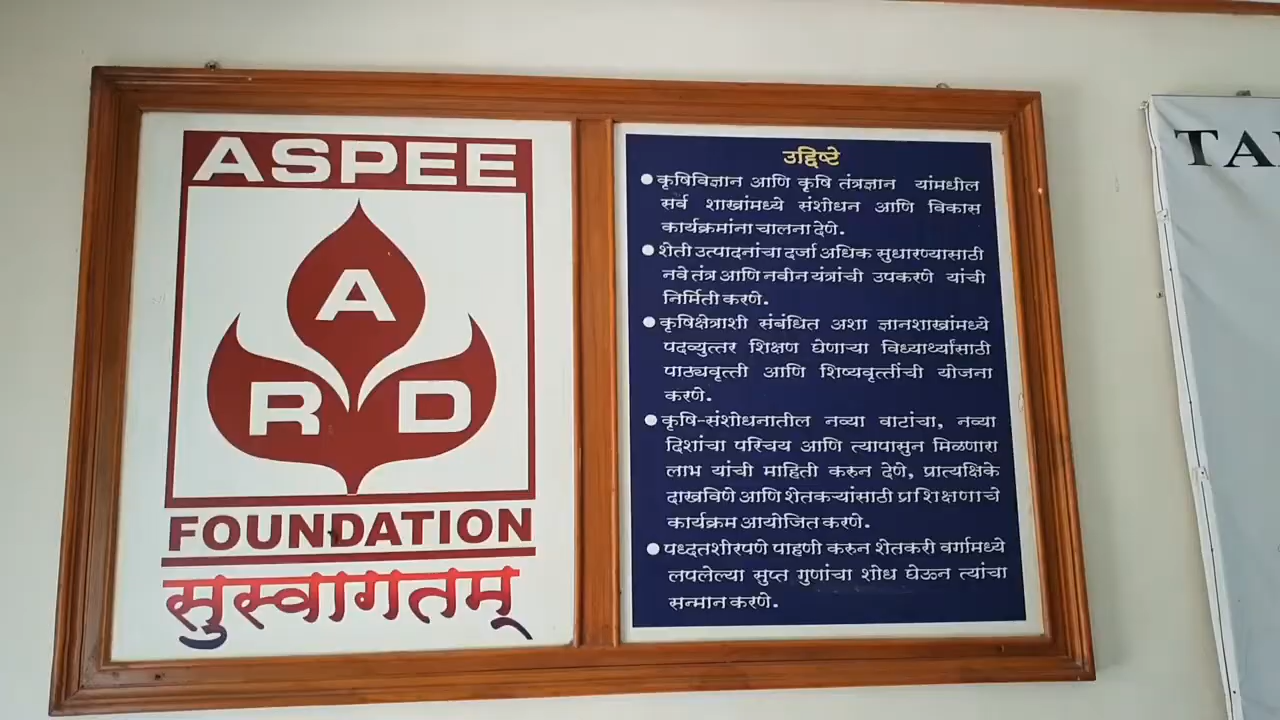 ASPEE
A
R D
FOUNDATION
सुस्वागतम्
उद्दिष्टे
कृषिविज्ञान आणि कृषि तंत्रज्ञान यांमधील
सर्व शाखांमध्ये संशोधन आणि विकास
कार्यक्रमांना चालना देणे.
शेती उत्पादनांचा दर्जा अधिक सुधारण्यासाठी
नवे तंत्र आणि नवीन यंत्रांची उपकरणे यांची
निर्मिती करणे.
कृषिक्षेत्राशी संबंधित अशा ज्ञानशाखांमध्ये
पदव्युत्तर शिक्षण घेणाऱ्या विध्यार्थ्यांसाठी
पाठ्यवृत्ती आणि शिष्यवृत्तींची योजना
करणे.
कृषि-संशोधनातील नव्या वाटांचा, नव्या
दिशांचा परिचय आणि त्यापासुन मिळणारा
लाभ यांची माहिती करुन देणे, प्रात्यक्षिके
दाखविणे आणि शेतकऱ्यांसाठी प्रशिक्षणाचे
कार्यक्रम आयोजित करणे.
पध्दतशीरपणे पाहणी करुन शेतकरी वर्गामध्ये
लपलेल्या सुप्त गुणांचा शोध घेऊन त्यांचा
सन्मान करणे.